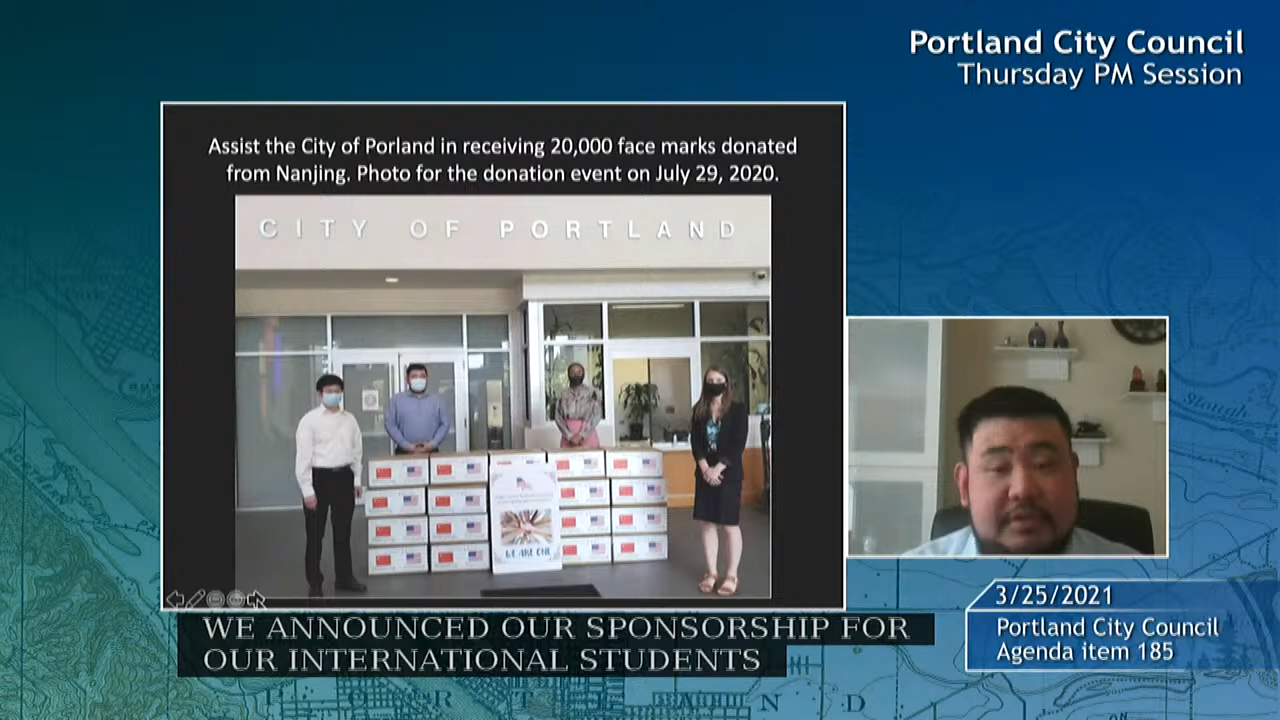 Portland City Council
Thursday PM Session
Assist the City of Porland in receiving 20,000 face marks donated
from Nanjing. Photo for the donation event on July 29, 2020.
CITY OF PORTLAND
WE ARE ONE
3/25/2021
Portland City Council
Agenda item 185
WE ANNOUNCED OUR SPONSORSHIP FOR
OUR INTERNATIONAL STUDENTS
Slough